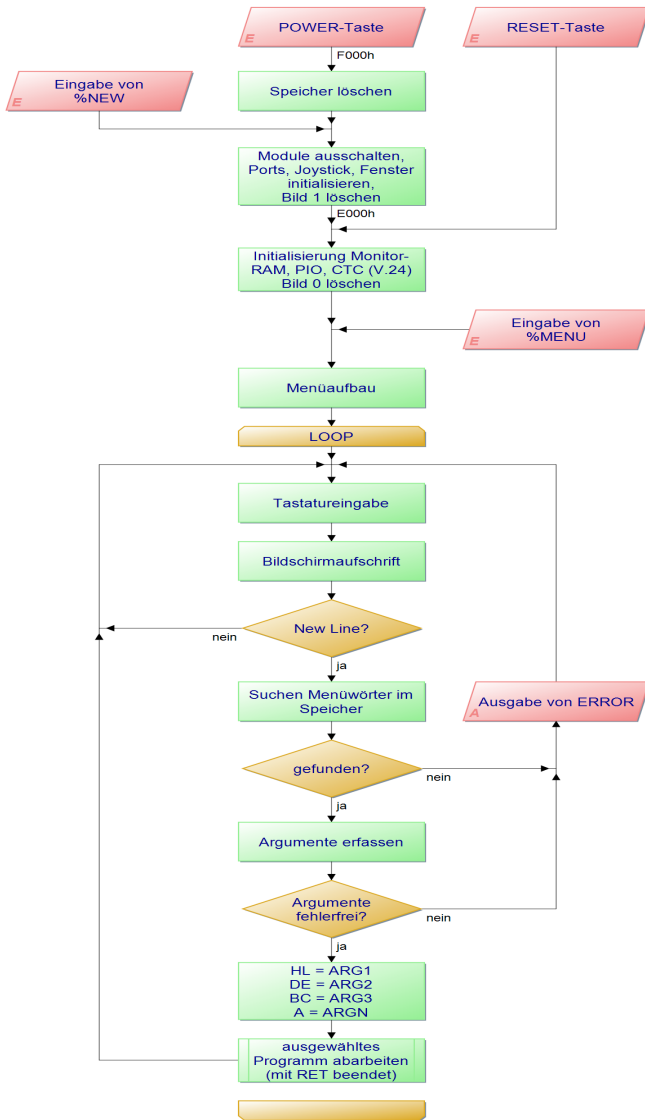 POWER-Taste
E
RESET-Taste
E
F000h
Eingabe von
%NEW
E
Speicher löschen
Module ausschalten,
Ports, Joystick, Fenster
initialisieren,
Bild 1 löschen
E000h
Initialisierung Monitor-
RAM, PIO, CTC (V.24)
Bild 0 löschen
Eingabe von
%MENU
E
Menüaufbau
LOOP
Tastatureingabe
Bildschirmaufschrift
New Line?
nein
ja
Suchen Menüwörter im
Speicher
Ausgabe von ERROR
A
gefunden?
nein
ja
Argumente erfassen
Argumente
fehlerfrei?
nein
ja
HL = ARG1
DE = ARG2
BC = ARG3
A = ARGN
ausgewähltes
Programm abarbeiten
(mit RET beendet)